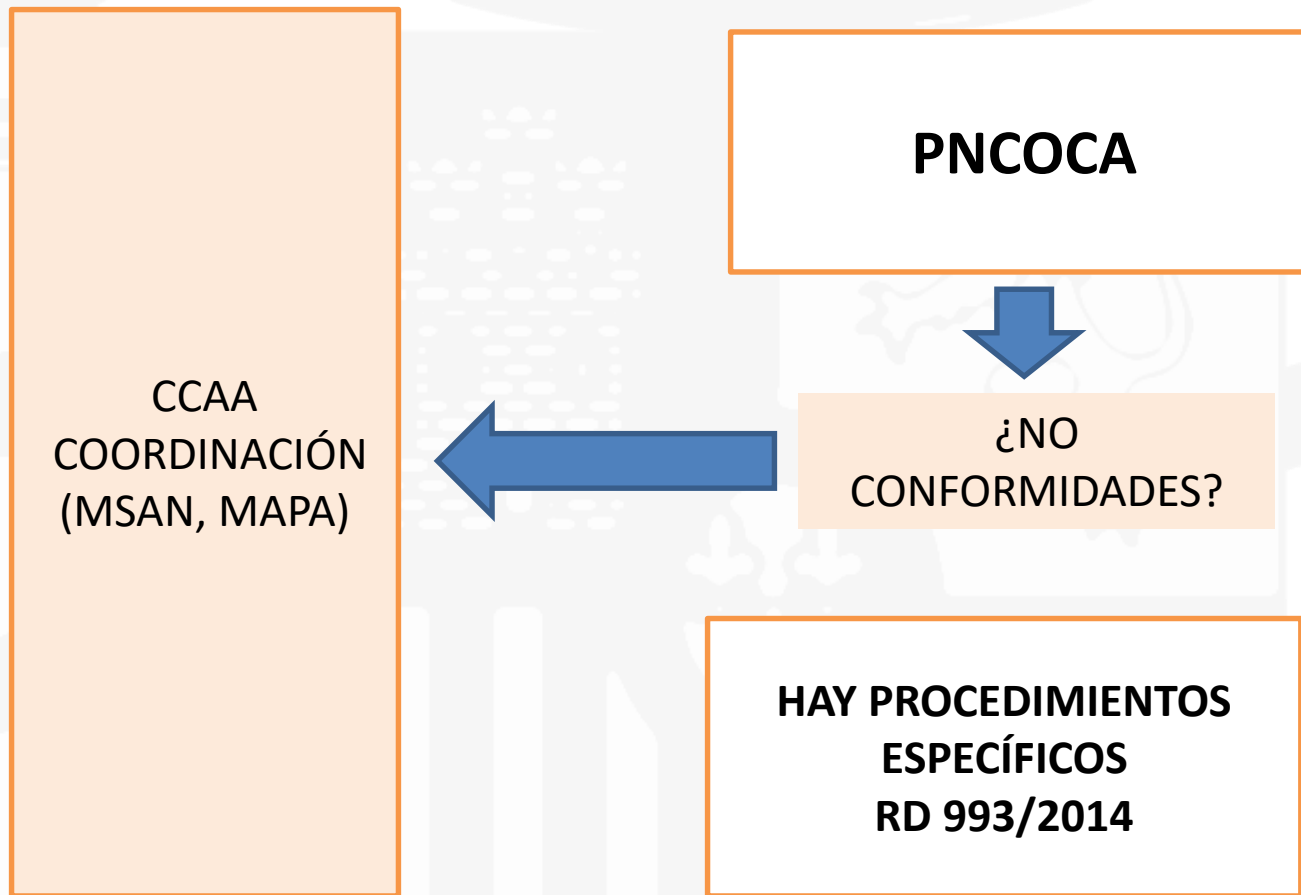 CCAA
COORDINACIÓN
(MSAN, MAPA)
PNCOCA
¿NO
CONFORMIDADES?
HAY PROCEDIMIENTOS
ESPECÍFICOS
RD 993/2014